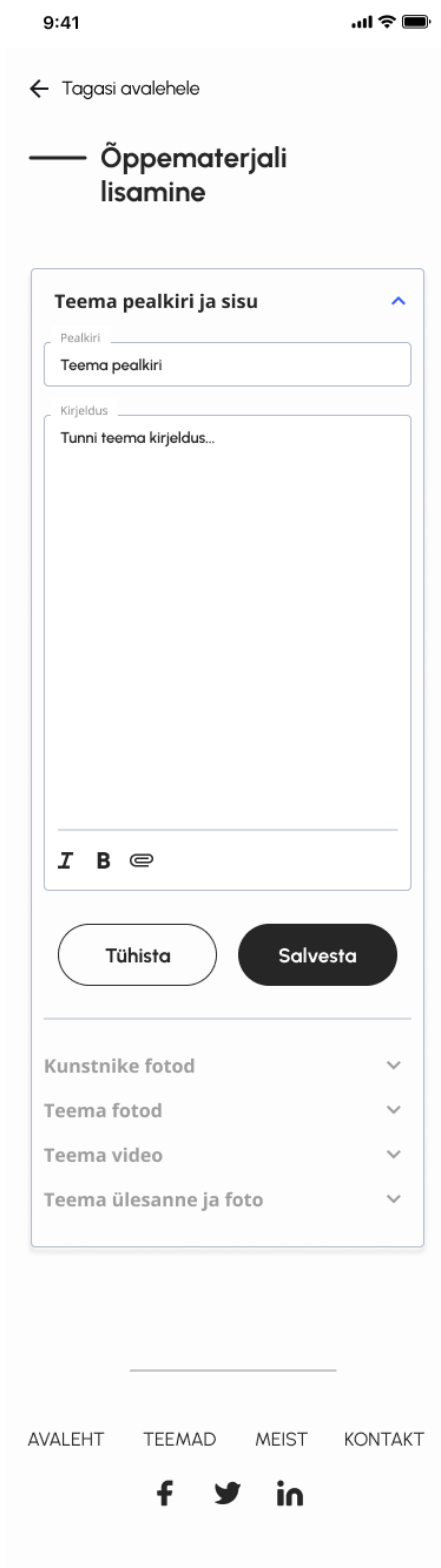 9:41
Tagasi avalehele
Õppematerjali
lisamine
Teema pealkiri ja sisu
Pealkiri
Teema pealkiri
Kirjeldus
Tunni teema kirjeldus...
I B
Tühista
Salvesta
Kunstnike fotod
Teema fotod
Teema video
Teema ülesanne ja foto
AVALEHT TEEMAD MEIST KONTAKT